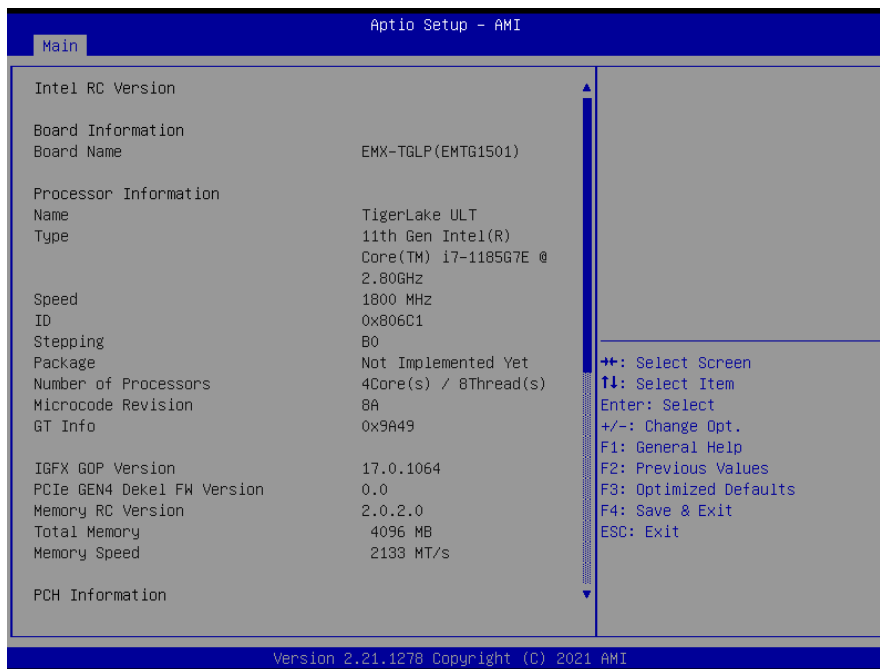 Aptio Setup - AMI
Main
Intel RC Version
Board Information
Board Name EMX-TGLP(EMTG1501)
Processor Information
Name TigerLake ULT
Type 11th Gen Intel(R)
Core(TM) i7-1185G7E @
2.80GHz
Speed 1800 MHz
ID 0x806C1
Stepping B0
Package Not Implemented Yet
Number of Processors 4Core(s) / 8Thread(s)
Microcode Revision 8A
GT Info 0x9A49
IGFX GOP Version 17.0.1064
PCIe GEN4 Dekel FW Version 0.0
Memory RC Version 2.0.2.0
Total Memory 4096 MB
Memory Speed 2133 MT/s
PCH Information
→←: Select Screen
↑↓: Select Item
Enter: Select
+/-: Change Opt.
F1: General Help
F2: Previous Values
F3: Optimized Defaults
F4: Save & Exit
ESC: Exit
Version 2.21.1278 Copyright (C) 2021 AMI